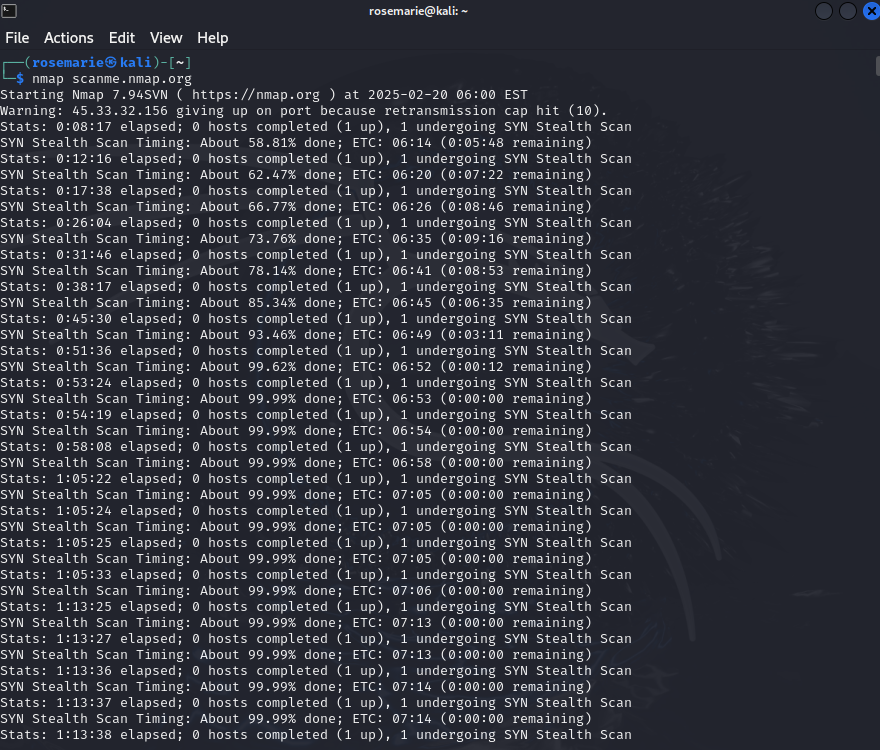 rosemarie@kali: ~
File Actions Edit View Help
┌──(rosemarie㉿kali)-[~]
└─$ nmap scanme.nmap.org
Starting Nmap 7.94SVN ( https://nmap.org ) at 2025-02-20 06:00 EST
Warning: 45.33.32.156 giving up on port because retransmission cap hit (10).
Stats: 0:08:17 elapsed; 0 hosts completed (1 up), 1 undergoing SYN Stealth Scan
SYN Stealth Scan Timing: About 58.81% done; ETC: 06:14 (0:05:48 remaining)
Stats: 0:12:16 elapsed; 0 hosts completed (1 up), 1 undergoing SYN Stealth Scan
SYN Stealth Scan Timing: About 62.47% done; ETC: 06:20 (0:07:22 remaining)
Stats: 0:17:38 elapsed; 0 hosts completed (1 up), 1 undergoing SYN Stealth Scan
SYN Stealth Scan Timing: About 66.77% done; ETC: 06:26 (0:08:46 remaining)
Stats: 0:26:04 elapsed; 0 hosts completed (1 up), 1 undergoing SYN Stealth Scan
SYN Stealth Scan Timing: About 73.76% done; ETC: 06:35 (0:09:16 remaining)
Stats: 0:31:46 elapsed; 0 hosts completed (1 up), 1 undergoing SYN Stealth Scan
SYN Stealth Scan Timing: About 78.14% done; ETC: 06:41 (0:08:53 remaining)
Stats: 0:38:17 elapsed; 0 hosts completed (1 up), 1 undergoing SYN Stealth Scan
SYN Stealth Scan Timing: About 85.34% done; ETC: 06:45 (0:06:35 remaining)
Stats: 0:45:30 elapsed; 0 hosts completed (1 up), 1 undergoing SYN Stealth Scan
SYN Stealth Scan Timing: About 93.46% done; ETC: 06:49 (0:03:11 remaining)
Stats: 0:51:36 elapsed; 0 hosts completed (1 up), 1 undergoing SYN Stealth Scan
SYN Stealth Scan Timing: About 99.62% done; ETC: 06:52 (0:00:12 remaining)
Stats: 0:53:24 elapsed; 0 hosts completed (1 up), 1 undergoing SYN Stealth Scan
SYN Stealth Scan Timing: About 99.99% done; ETC: 06:53 (0:00:00 remaining)
Stats: 0:54:19 elapsed; 0 hosts completed (1 up), 1 undergoing SYN Stealth Scan
SYN Stealth Scan Timing: About 99.99% done; ETC: 06:54 (0:00:00 remaining)
Stats: 0:58:08 elapsed; 0 hosts completed (1 up), 1 undergoing SYN Stealth Scan
SYN Stealth Scan Timing: About 99.99% done; ETC: 06:58 (0:00:00 remaining)
Stats: 1:05:22 elapsed; 0 hosts completed (1 up), 1 undergoing SYN Stealth Scan
SYN Stealth Scan Timing: About 99.99% done; ETC: 07:05 (0:00:00 remaining)
Stats: 1:05:24 elapsed; 0 hosts completed (1 up), 1 undergoing SYN Stealth Scan
SYN Stealth Scan Timing: About 99.99% done; ETC: 07:05 (0:00:00 remaining)
Stats: 1:05:25 elapsed; 0 hosts completed (1 up), 1 undergoing SYN Stealth Scan
SYN Stealth Scan Timing: About 99.99% done; ETC: 07:05 (0:00:00 remaining)
Stats: 1:05:33 elapsed; 0 hosts completed (1 up), 1 undergoing SYN Stealth Scan
SYN Stealth Scan Timing: About 99.99% done; ETC: 07:06 (0:00:00 remaining)
Stats: 1:13:25 elapsed; 0 hosts completed (1 up), 1 undergoing SYN Stealth Scan
SYN Stealth Scan Timing: About 99.99% done; ETC: 07:13 (0:00:00 remaining)
Stats: 1:13:27 elapsed; 0 hosts completed (1 up), 1 undergoing SYN Stealth Scan
SYN Stealth Scan Timing: About 99.99% done; ETC: 07:13 (0:00:00 remaining)
Stats: 1:13:36 elapsed; 0 hosts completed (1 up), 1 undergoing SYN Stealth Scan
SYN Stealth Scan Timing: About 99.99% done; ETC: 07:14 (0:00:00 remaining)
Stats: 1:13:37 elapsed; 0 hosts completed (1 up), 1 undergoing SYN Stealth Scan
SYN Stealth Scan Timing: About 99.99% done; ETC: 07:14 (0:00:00 remaining)
Stats: 1:13:38 elapsed; 0 hosts completed (1 up), 1 undergoing SYN Stealth Scan